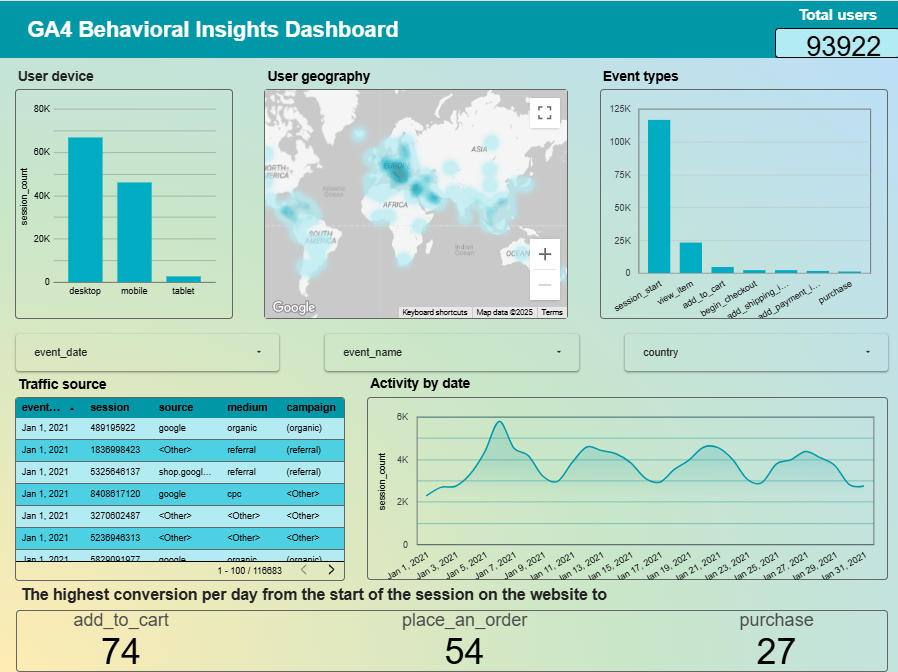 Total users
GA4 Behavioral Insights Dashboard
93922
User device
User geography
Event types
80K
60K
40K
20K
0
session_count
desktop mobile tablet
NORTH AMERICA
Atlantic Ocean
SOUTH AMERICA
EUROPE
AFRICA
ASIA
Indian Ocean
OCEAN
Google
Keyboard shortcuts Map data ©2025 Terms
125K
100K
75K
50K
25K
0
session_start view_item add_to_cart begin_checkout add_shipping_i... add_payment_i... purchase
event_date
event_name
country
Traffic source
Activity by date
event... session source medium campaign
Jan 1, 2021 489195922 google organic (organic)
Jan 1, 2021 1836998423 <Other> referral (referral)
Jan 1, 2021 5325646137 shop.googl... referral (referral)
Jan 1, 2021 8408617120 google cpc <Other>
Jan 1, 2021 3270602487 <Other> <Other> <Other>
Jan 1, 2021 5236946313 <Other> <Other> <Other>
Jan 1, 2021 5829091977 google organic (organic)
1 - 100 / 116683
6K
4K
2K
0
session_count
Jan 1, 2021 Jan 3, 2021 Jan 5, 2021 Jan 7, 2021 Jan 9, 2021 Jan 11, 2021 Jan 13, 2021 Jan 15, 2021 Jan 17, 2021 Jan 19, 2021 Jan 21, 2021 Jan 23, 2021 Jan 25, 2021 Jan 27, 2021 Jan 29, 2021 Jan 31, 2021
The highest conversion per day from the start of the session on the website to
add_to_cart
74
place_an_order
54
purchase
27